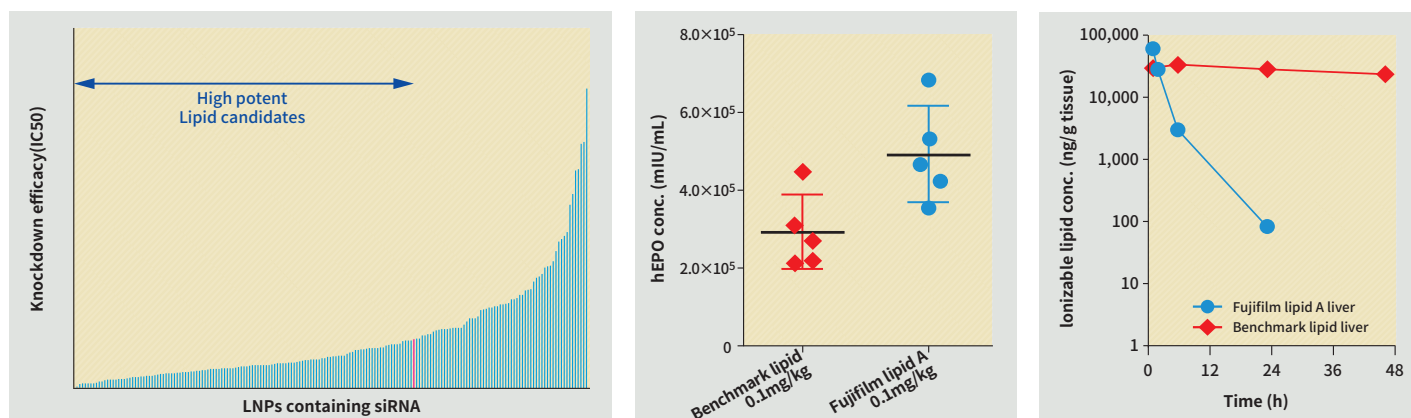 Knockdown efficacy(IC50)
High potent
Lipid candidates
LNPs containing siRNA
hEPO conc. (mIU/mL)
8.0×10⁵
6.0×10⁵
4.0×10⁵
2.0×10⁵
0
Benchmark lipid
0.1mg/kg
Fujifilm lipid A
0.1mg/kg
Ionizable lipid conc. (ng/g tissue)
100,000
10,000
1,000
100
10
1
Fujifilm lipid A liver
Benchmark lipid liver
0 12 24 36 48
Time (h)